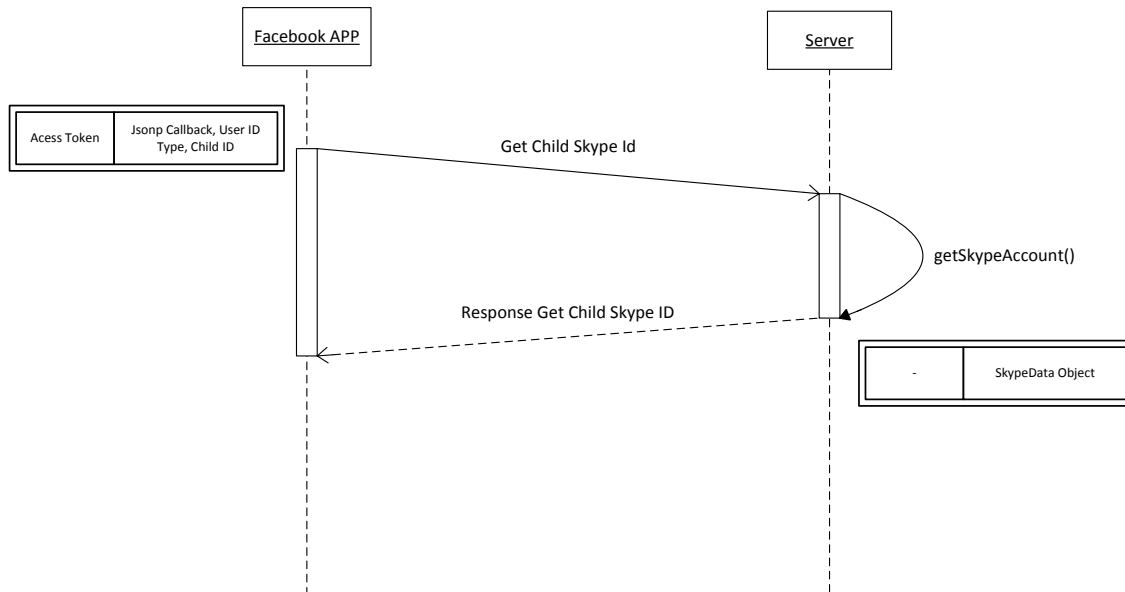 Facebook APP
Server
Acess Token
Jsonp Callback, User ID
Type, Child ID
Get Child Skype Id
getSkypeAccount()
Response Get Child Skype ID
-
SkypeData Object